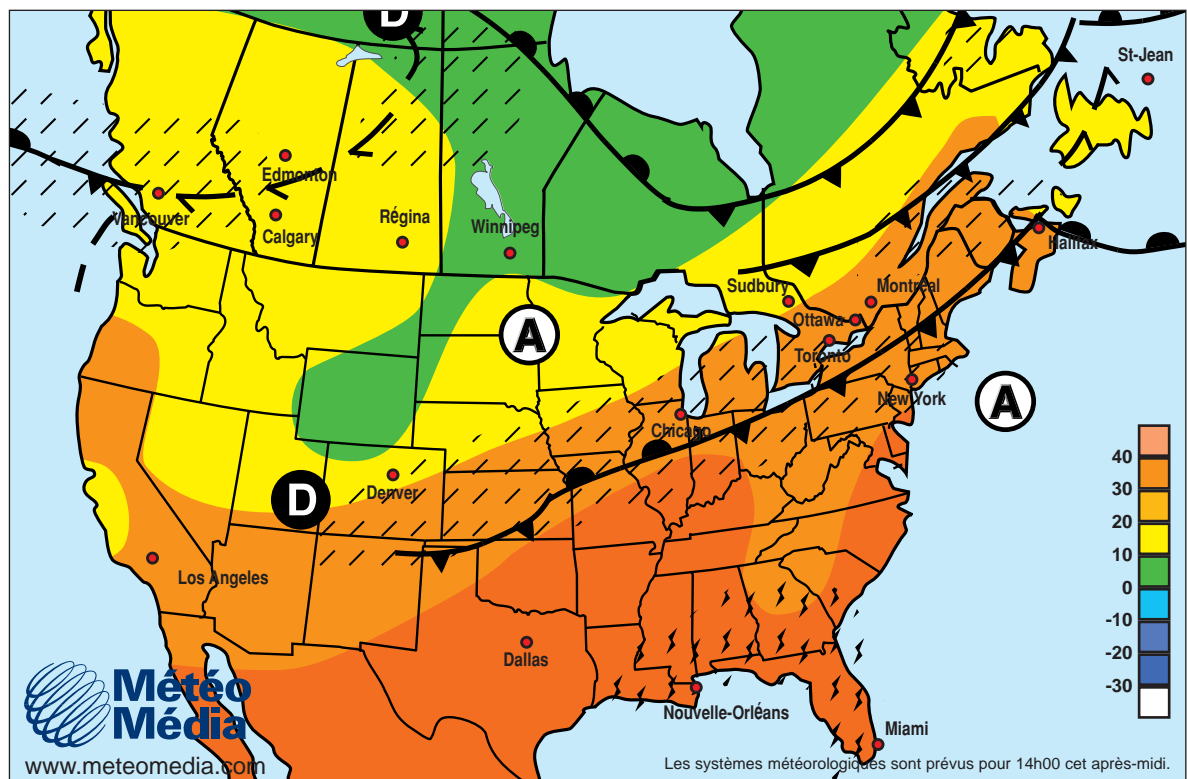 D
St-Jean
Edmonton
Vancouver
Calgary
Régina
Winnipeg
Halifax
Sudbury
Montréal
Ottawa
Toronto
A
New York
A
Chicago
Denver
D
Los Angeles
Dallas
Nouvelle-Orléans
Miami
40
30
20
10
0
-10
-20
-30
Météo
Média
www.meteomedia.com
Les systèmes météorologiques sont prévus pour 14h00 cet après-midi.